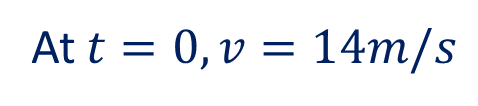 At t = 0, v = 14m/s